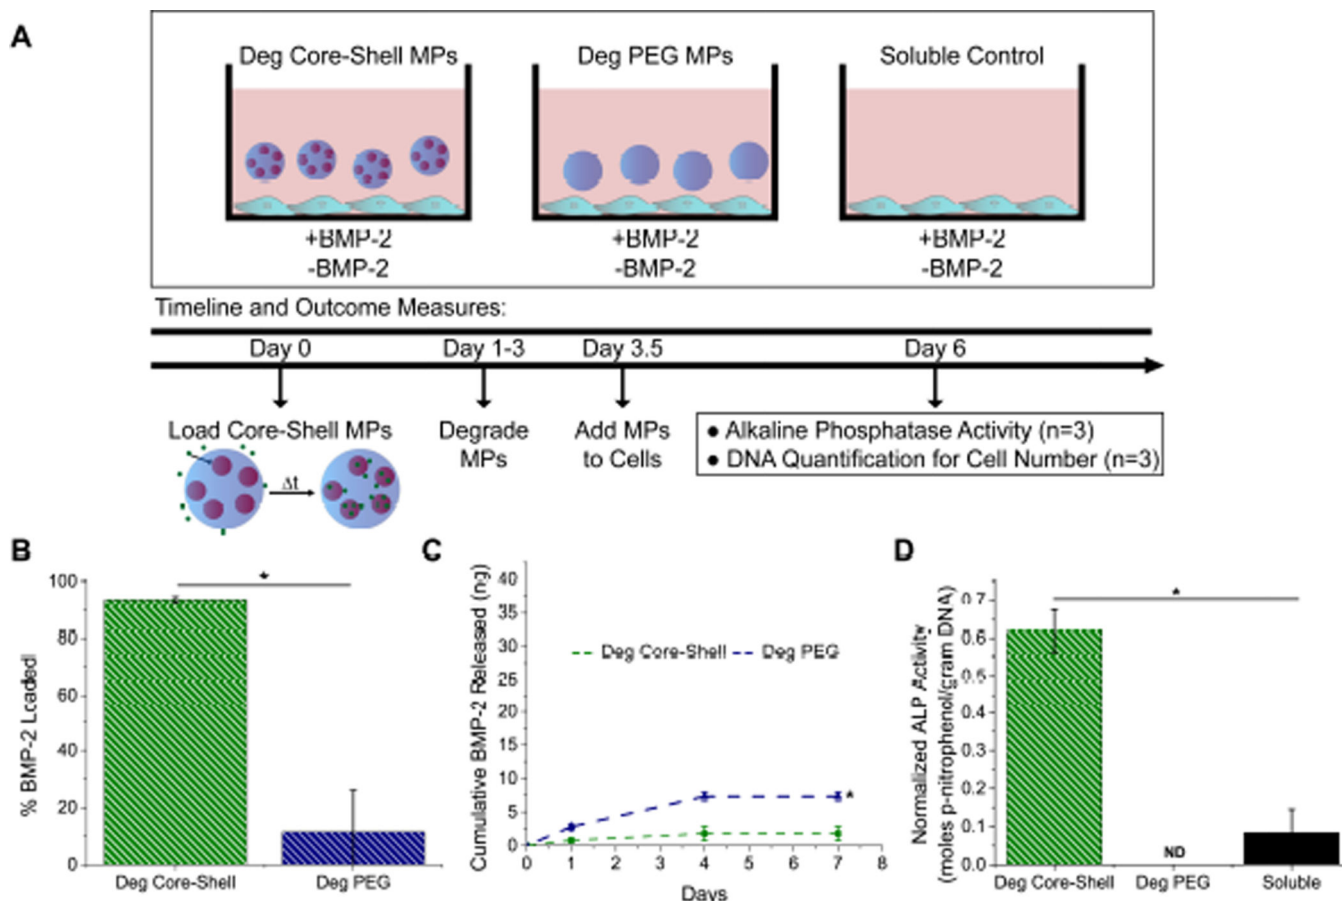 A
Deg Core-Shell MPs
Deg PEG MPs
Soluble Control
+BMP-2
-BMP-2
+BMP-2
-BMP-2
+BMP-2
-BMP-2
Timeline and Outcome Measures:
Day 0
Day 1-3
Day 3.5
Day 6
Load Core-Shell MPs
Δt
Degrade
MPs
Add MPs
to Cells
● Alkaline Phosphatase Activity (n=3)
● DNA Quantification for Cell Number (n=3)
B
% BMP-2 Loaded
100
80
60
40
20
0
*
Deg Core-Shell
Deg PEG
C
Cumulative BMP-2 Released (ng)
40
35
30
25
20
15
10
5
0
Deg Core-Shell
Deg PEG
*
0 1 2 3 4 5 6 7 8
Days
D
Normalized ALP Activity
(moles p-nitrophenol/gram DNA)
0.7
0.6
0.5
0.4
0.3
0.2
0.1
0.0
*
ND
Deg Core-Shell
Deg PEG
Soluble